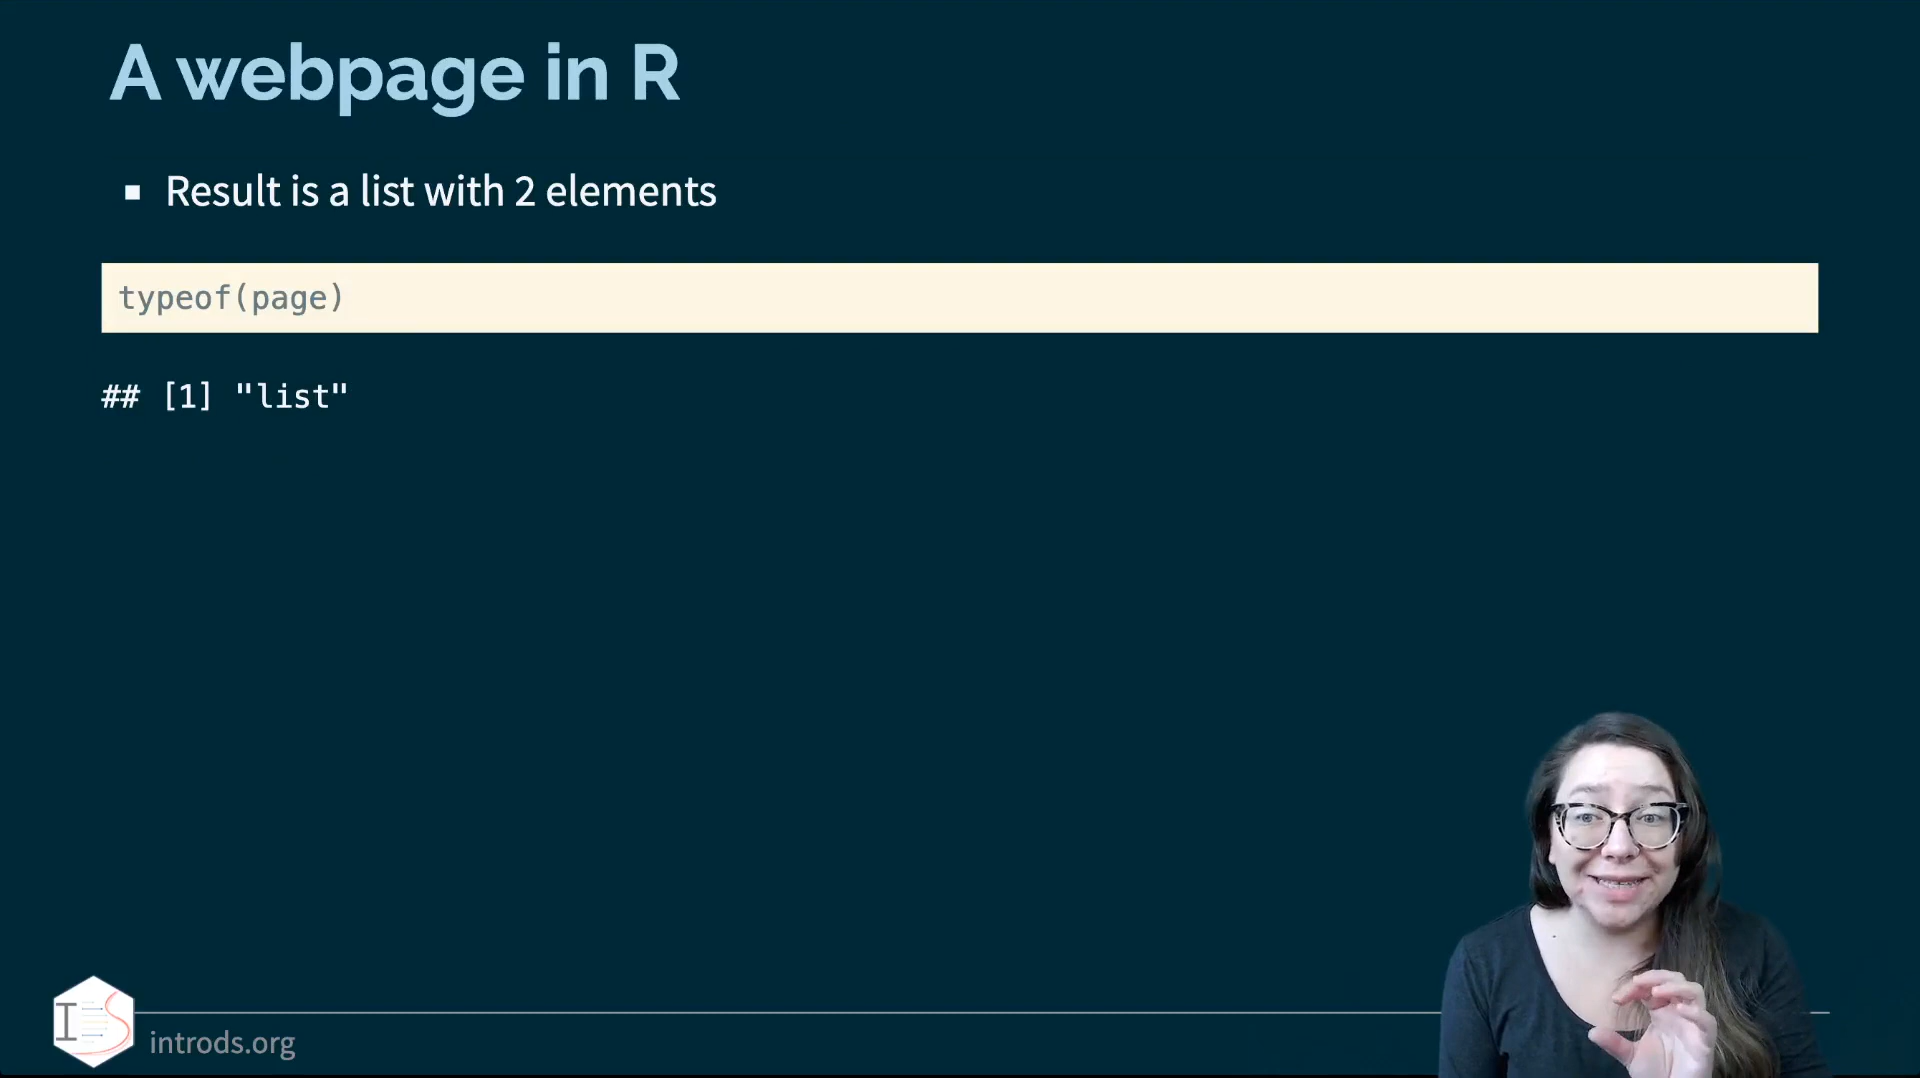 A webpage in R
▪ Result is a list with 2 elements
typeof(page)
## [1] "list"
introds.org